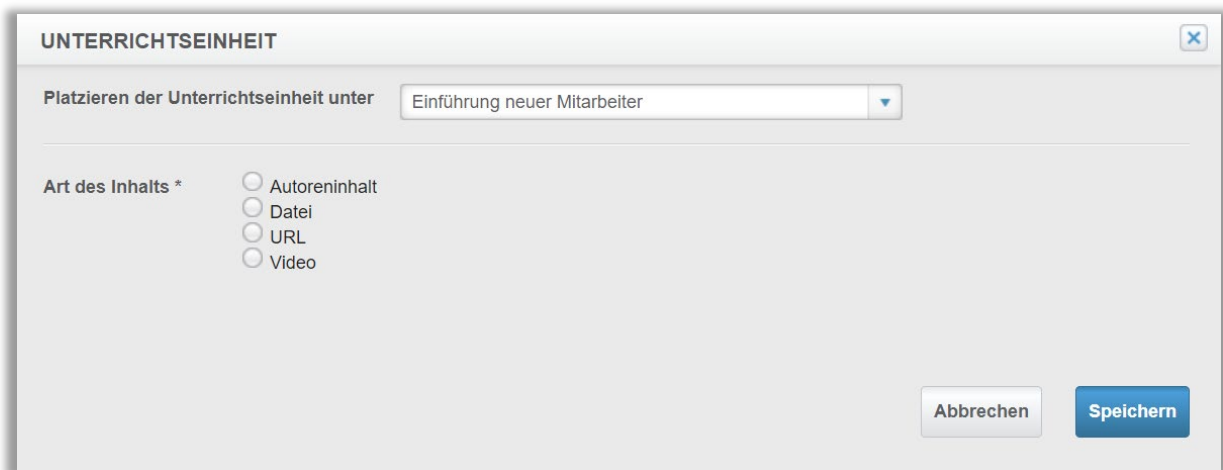 UNTERRICHTSEINHEIT
Platzieren der Unterrichtseinheit unter Einführung neuer Mitarbeiter
Art des Inhalts * Autoreninhalt
Datei
URL
Video
Abbrechen Speichern